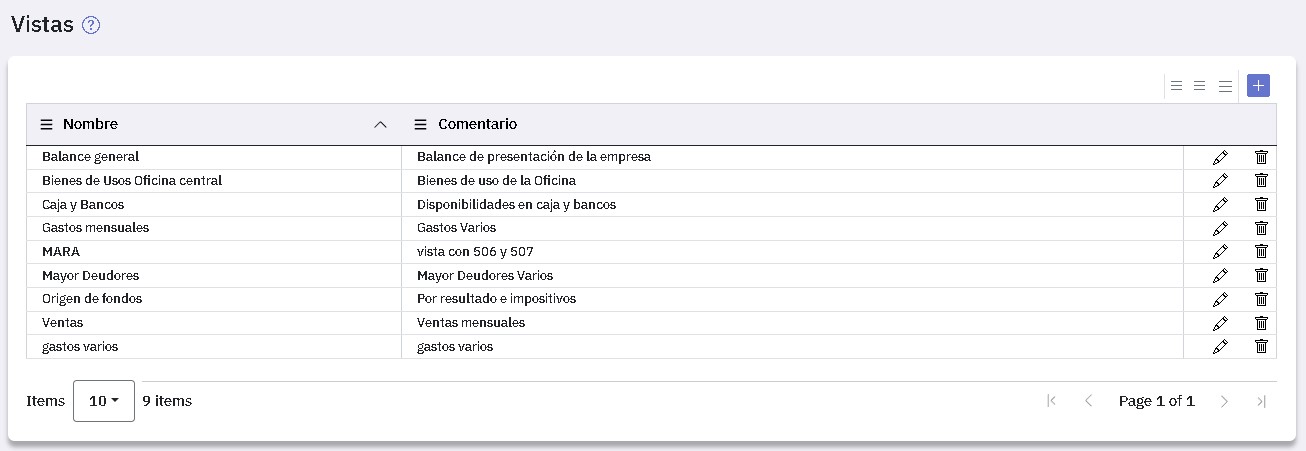 Vistas ?
Nombre Comentario
Balance general Balance de presentación de la empresa
Bienes de Usos Oficina central Bienes de uso de la Oficina
Caja y Bancos Disponibilidades en caja y bancos
Gastos mensuales Gastos Varios
MARA vista con 506 y 507
Mayor Deudores Mayor Deudores Varios
Origen de fondos Por resultado e impositivos
Ventas Ventas mensuales
gastos varios gastos varios
Items 10 9 items Page 1 of 1